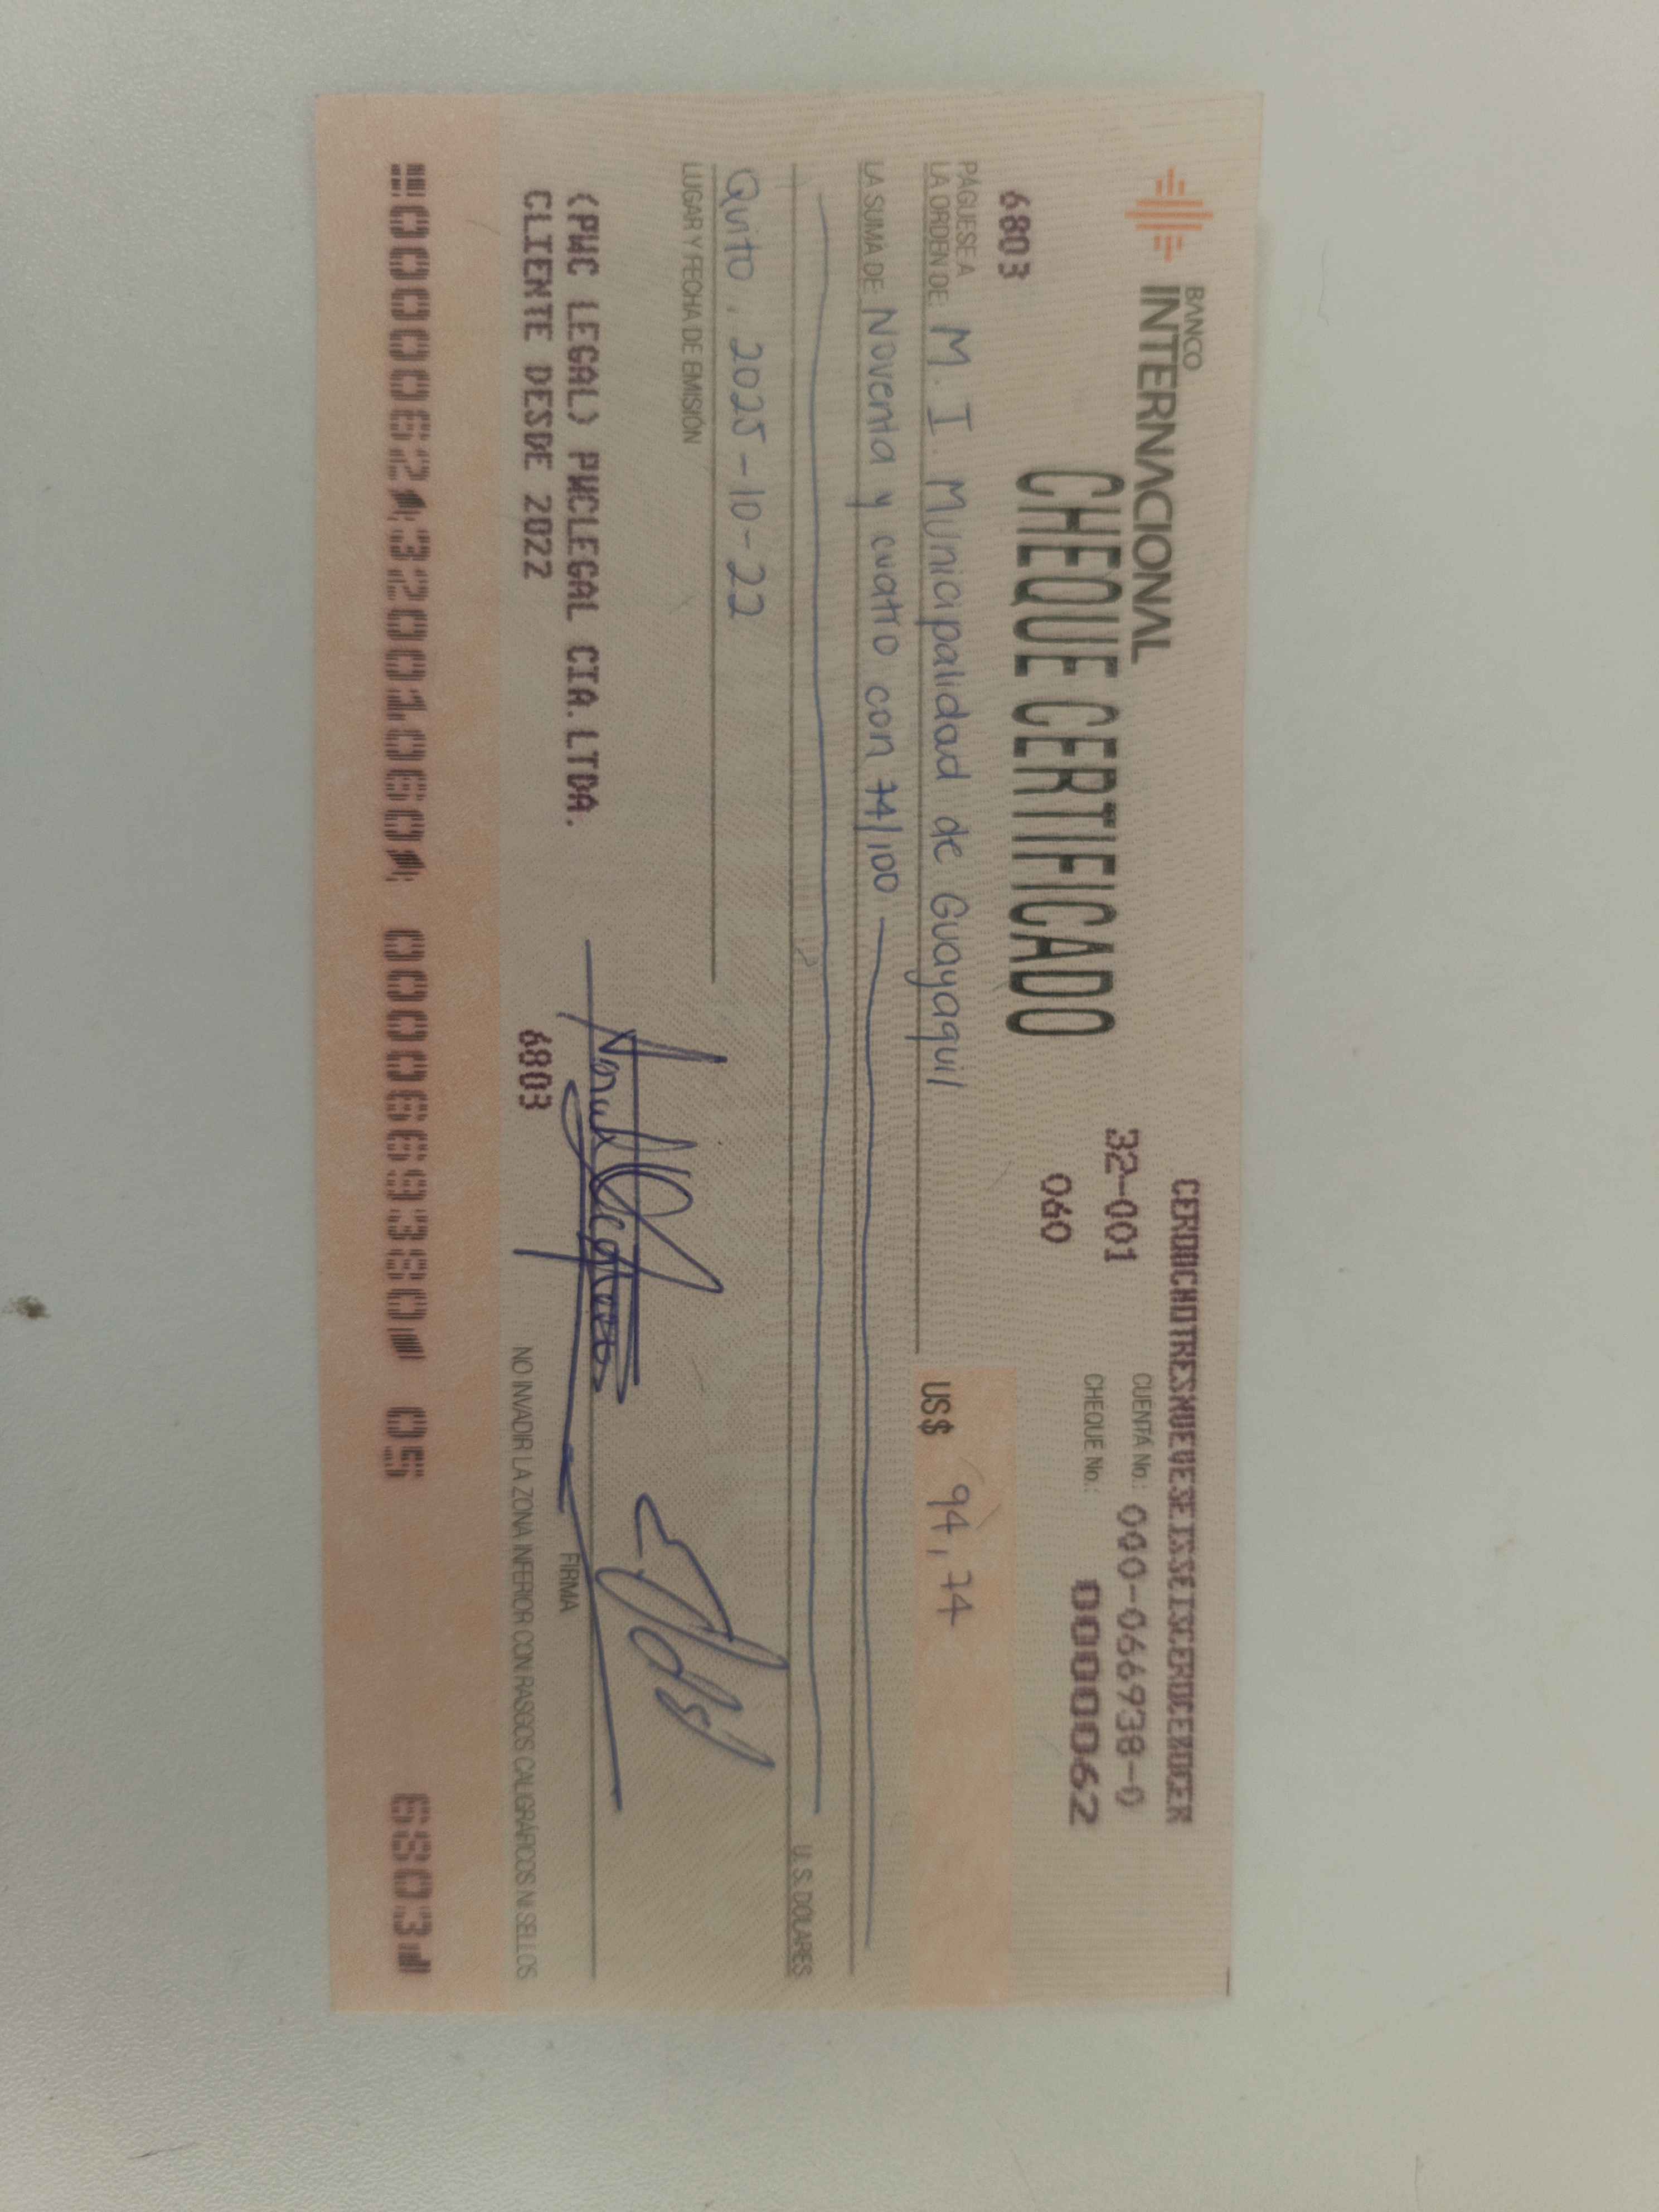 BANCO
INTERNACIONAL
CEROOCHOTRESNUEVESEISSEISCEROCEROCER
CHEQUE CERTIFICADO
32-001
060
CUENTA No.: 000-066938-0
CHEQUE No.: 0000062
6803
PÁGUESE A
LA ORDEN DE M. I. Municipalidad de Guayaquil US$ 94,74
LA SUMA DE Noventa y cuatro con 74/100
U. S. DOLARES
Quito, 2025-10-22
LUGAR Y FECHA DE EMISIÓN
(PWC LEGAL) PWCLEGAL CIA. LTDA.
CLIENTE DESDE 2022
6803
FIRMA
NO INVADIR LA ZONA INFERIOR CON RASGOS CALIGRÁFICOS NI SELLOS
⑈000062⑆32001060⑆ 0000669380⑈ 05 6803⑈